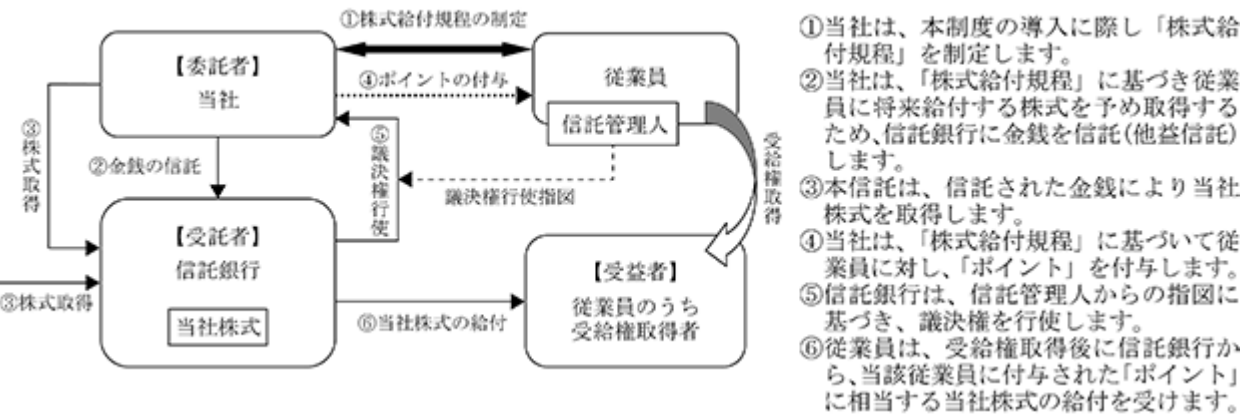 ①株式給付規程の制定
【委託者】
当社
従業員
④ポイントの付与
信託管理人
③株式取得
②金銭の信託
⑤議決権行使
議決権行使指図
受給権取得
【受託者】
信託銀行
当社株式
③株式取得
⑥当社株式の給付
【受益者】
従業員のうち
受給権取得者
①当社は、本制度の導入に際し「株式給
付規程」を制定します。
②当社は、「株式給付規程」に基づき従業
員に将来給付する株式を予め取得する
ため、信託銀行に金銭を信託(他益信託)
します。
③本信託は、信託された金銭により当社
株式を取得します。
④当社は、「株式給付規程」に基づいて従
業員に対し、「ポイント」を付与します。
⑤信託銀行は、信託管理人からの指図に
基づき、議決権を行使します。
⑥従業員は、受給権取得後に信託銀行か
ら、当該従業員に付与された「ポイント」
に相当する当社株式の給付を受けます。